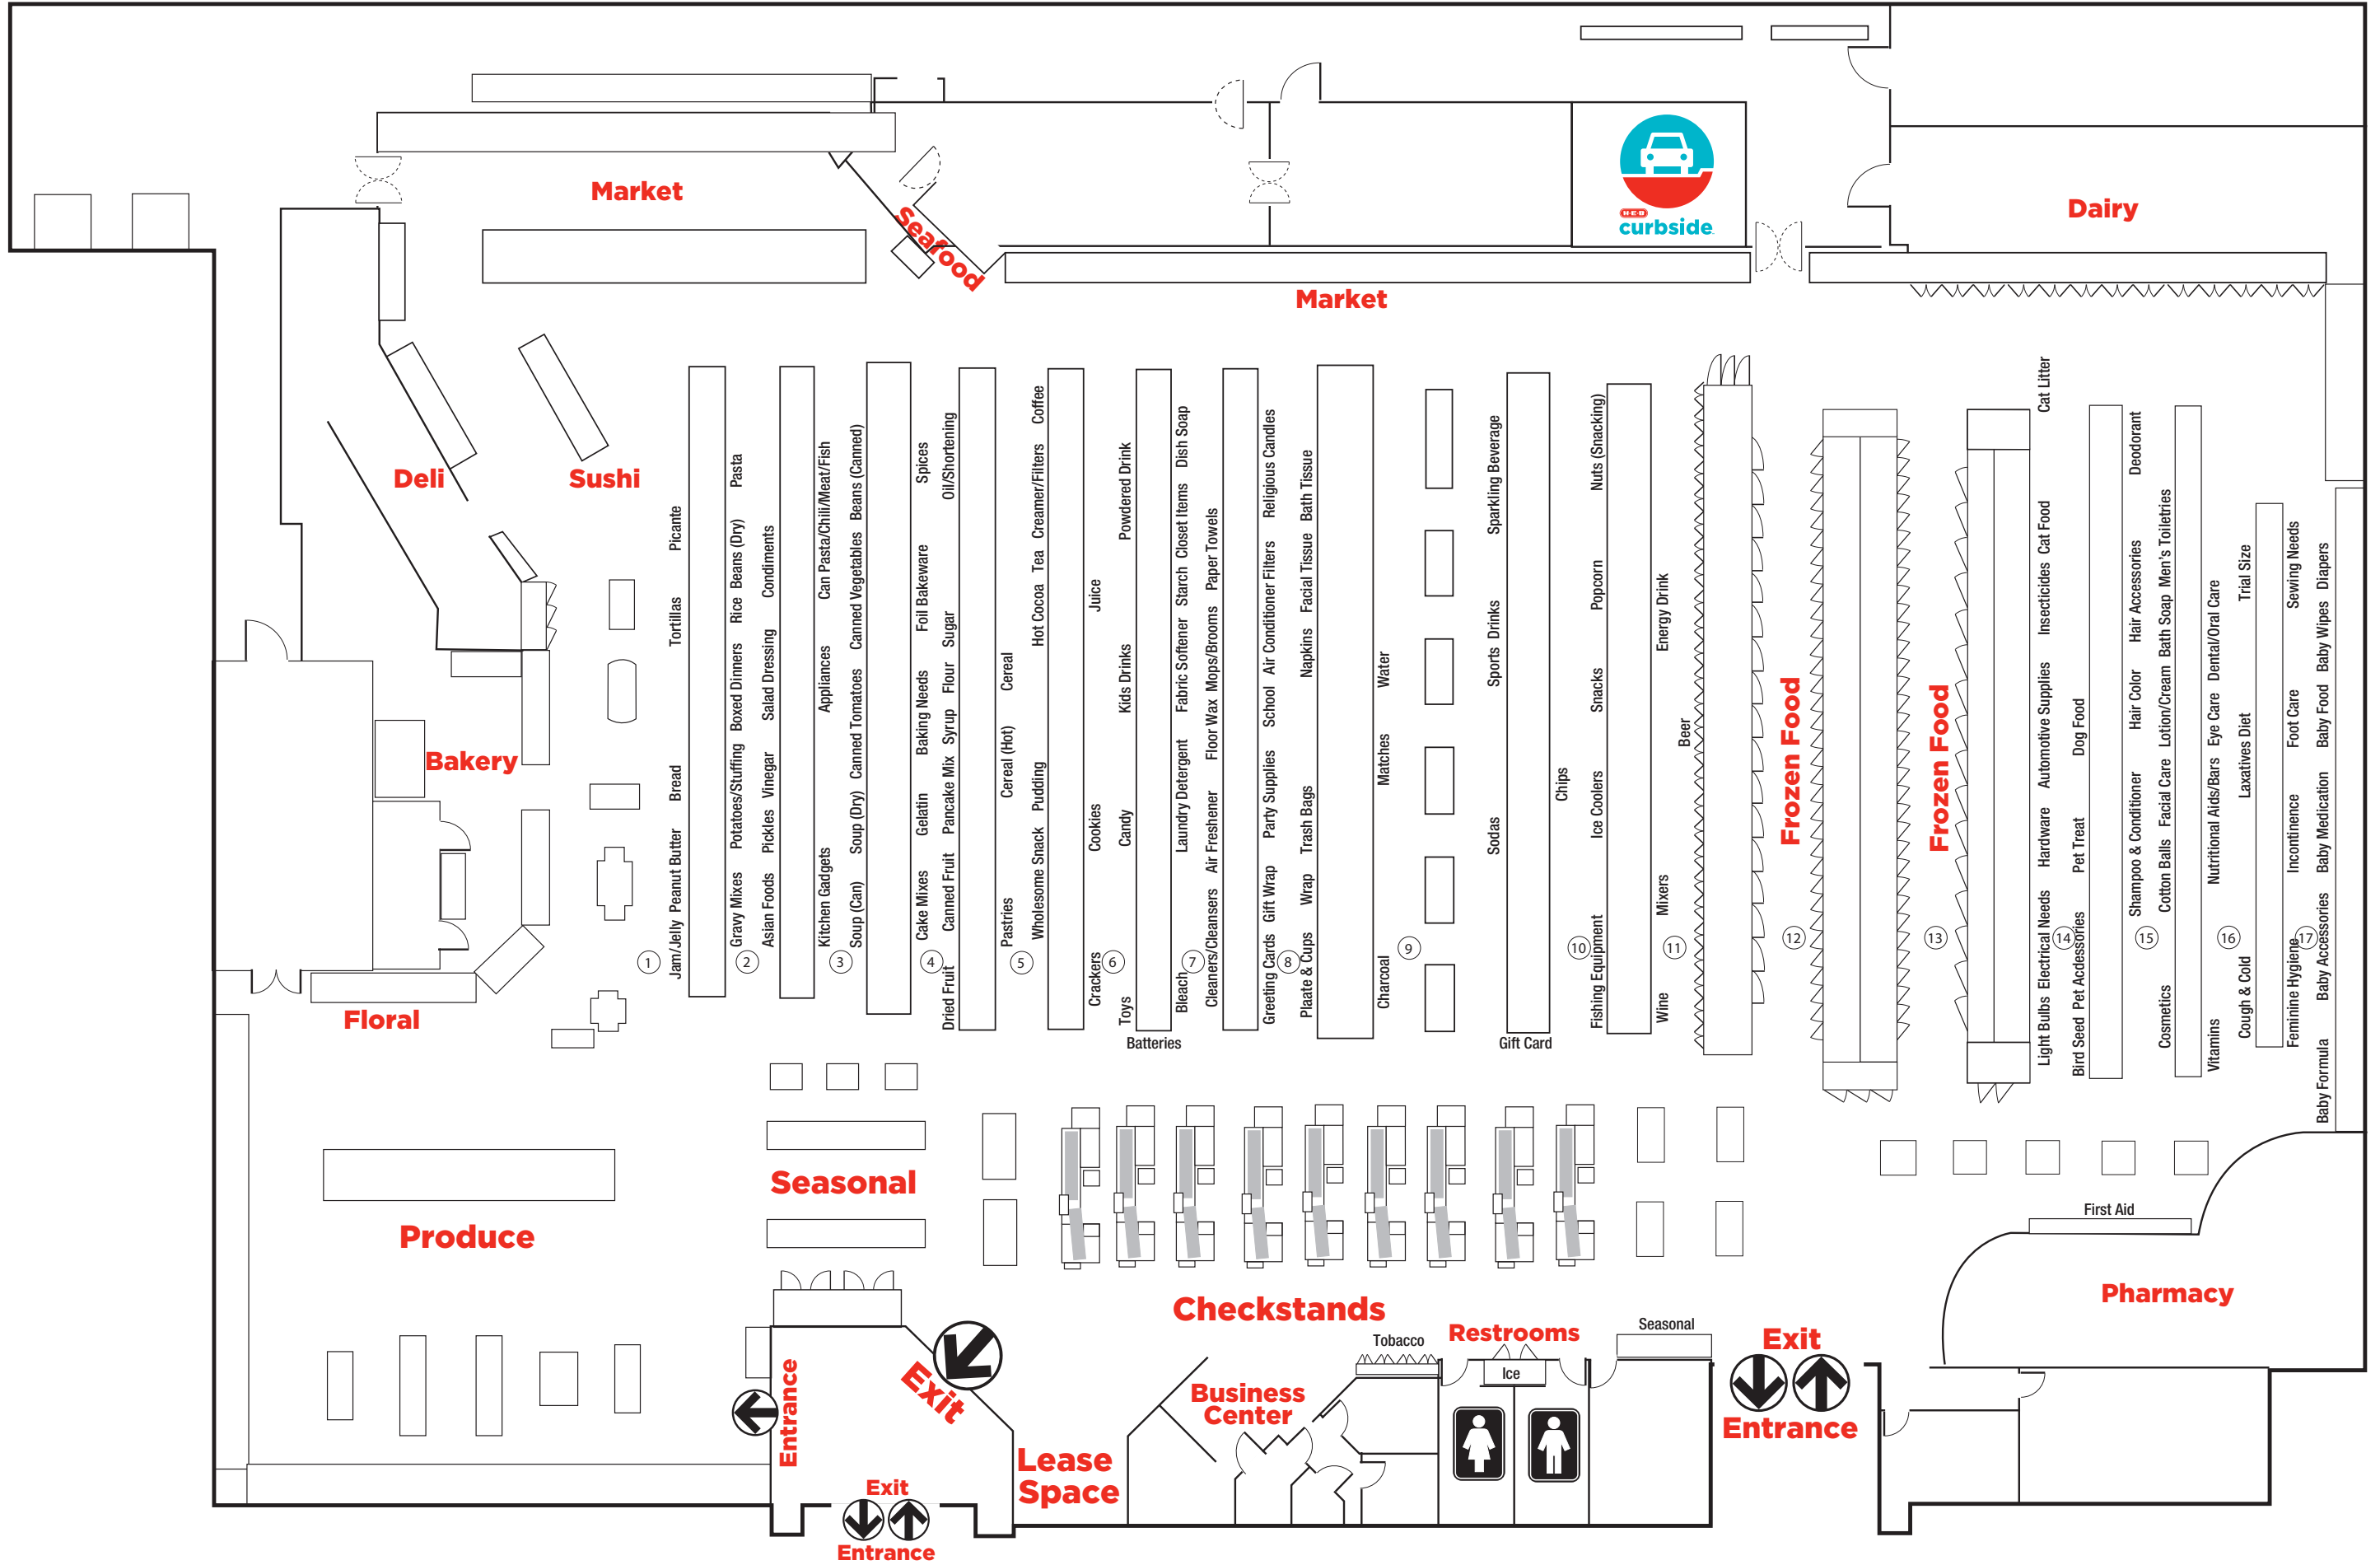 Market
Seafood
H-E-B
curbside
Dairy
Market
Deli
Sushi
Bakery
Floral
Produce
Seasonal
Jam/Jelly Peanut Butter Bread Tortillas Picante
1
Gravy Mixes Potatoes/Stuffing Boxed Dinners Rice Beans (Dry) Pasta
2
Asian Foods Pickles Vinegar Salad Dressing Condiments
Kitchen Gadgets Appliances Can Pasta/Chili/Meat/Fish
3
Soup (Can) Soup (Dry) Canned Tomatoes Canned Vegetables Beans (Canned)
Cake Mixes Gelatin Baking Needs Foil Bakeware Spices
4
Dried Fruit Canned Fruit Pancake Mix Syrup Flour Sugar Oil/Shortening
Pastries Cereal (Hot) Cereal
5
Wholesome Snack Pudding Hot Cocoa Tea Creamer/Filters Coffee
Crackers Cookies Juice
6
Toys Candy Kids Drinks Powdered Drink
Batteries
Bleach Laundry Detergent Fabric Softener Starch Closet Items Dish Soap
7
Cleaners/Cleansers Air Freshener Floor Wax Mops/Brooms Paper Towels
Greeting Cards Gift Wrap Party Supplies School Air Conditioner Filters Religious Candles
8
Plaate & Cups Wrap Trash Bags Napkins Facial Tissue Bath Tissue
Charcoal Matches Water
9
Sodas Sports Drinks Sparkling Beverage
Gift Card
Chips
10
Fishing Equipment Ice Coolers Snacks Popcorn Nuts (Snacking)
Wine Mixers Energy Drink
11
Beer
12
Frozen Food
13
Frozen Food
Light Bulbs Electrical Needs Hardware Automotive Supplies Insecticides Cat Food Cat Litter
14
Bird Seed Pet Acdessories Pet Treat Dog Food
Shampoo & Conditioner Hair Color Hair Accessories Deodorant
15
Cosmetics Cotton Balls Facial Care Lotion/Cream Bath Soap Men's Toiletries
Vitamins Nutritional Aids/Bars Eye Care Dental/Oral Care
16
Cough & Cold Laxatives Diet Trial Size
Feminine Hygiene Incontinence Foot Care Sewing Needs
17
Baby Formula Baby Accessories Baby Medication Baby Food Baby Wipes Diapers
First Aid
Pharmacy
Checkstands
Tobacco
Restrooms
Ice
Seasonal
Exit
Entrance
Business
Center
Lease
Space
Exit
Entrance
Exit
Entrance